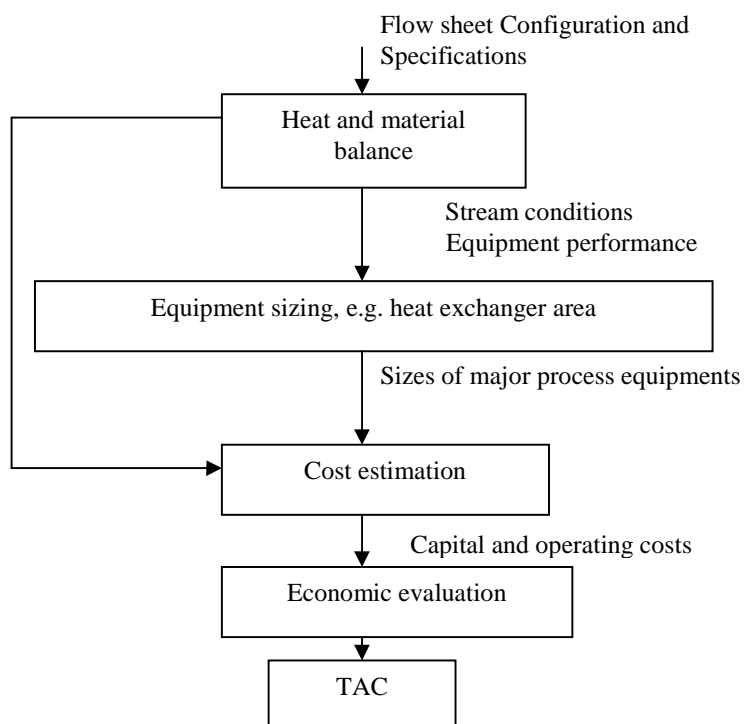 Flow sheet Configuration and
Specifications
Heat and material
balance
Stream conditions
Equipment performance
Equipment sizing, e.g. heat exchanger area
Sizes of major process equipments
Cost estimation
Capital and operating costs
Economic evaluation
TAC